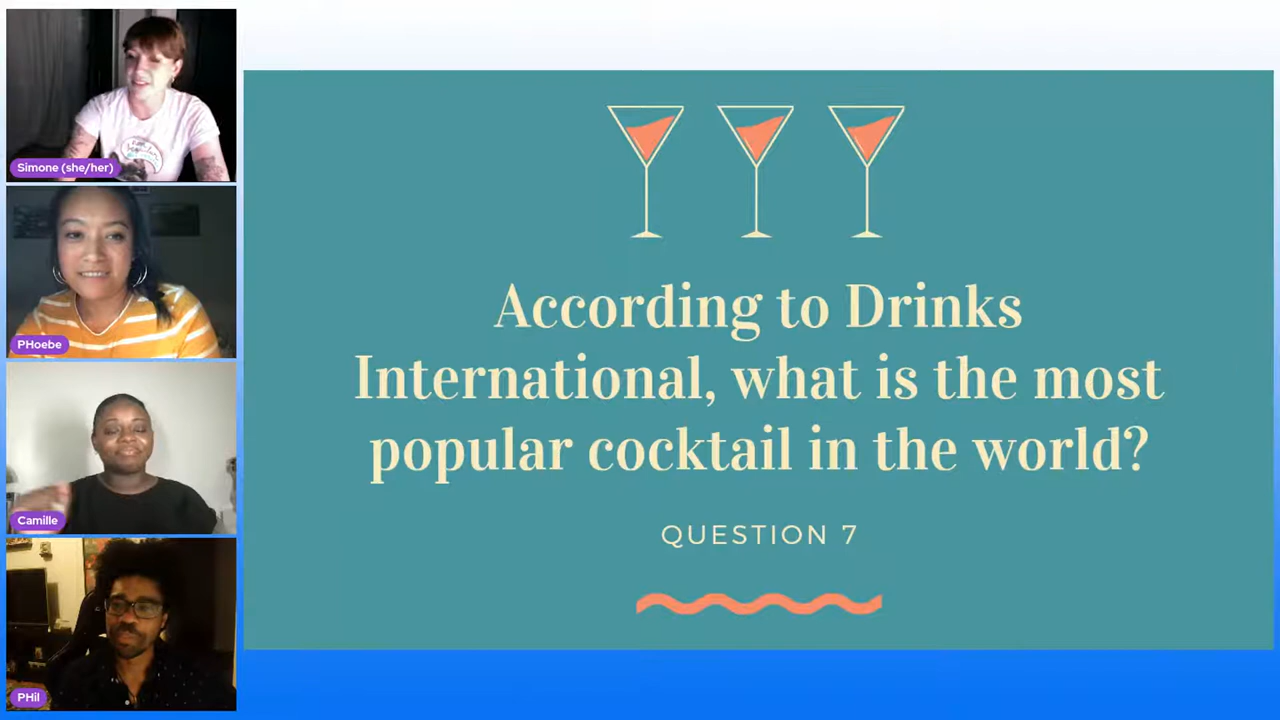 Simone (she/her)
PHoebe
Camille
PHil
According to Drinks
International, what is the most
popular cocktail in the world?
QUESTION 7